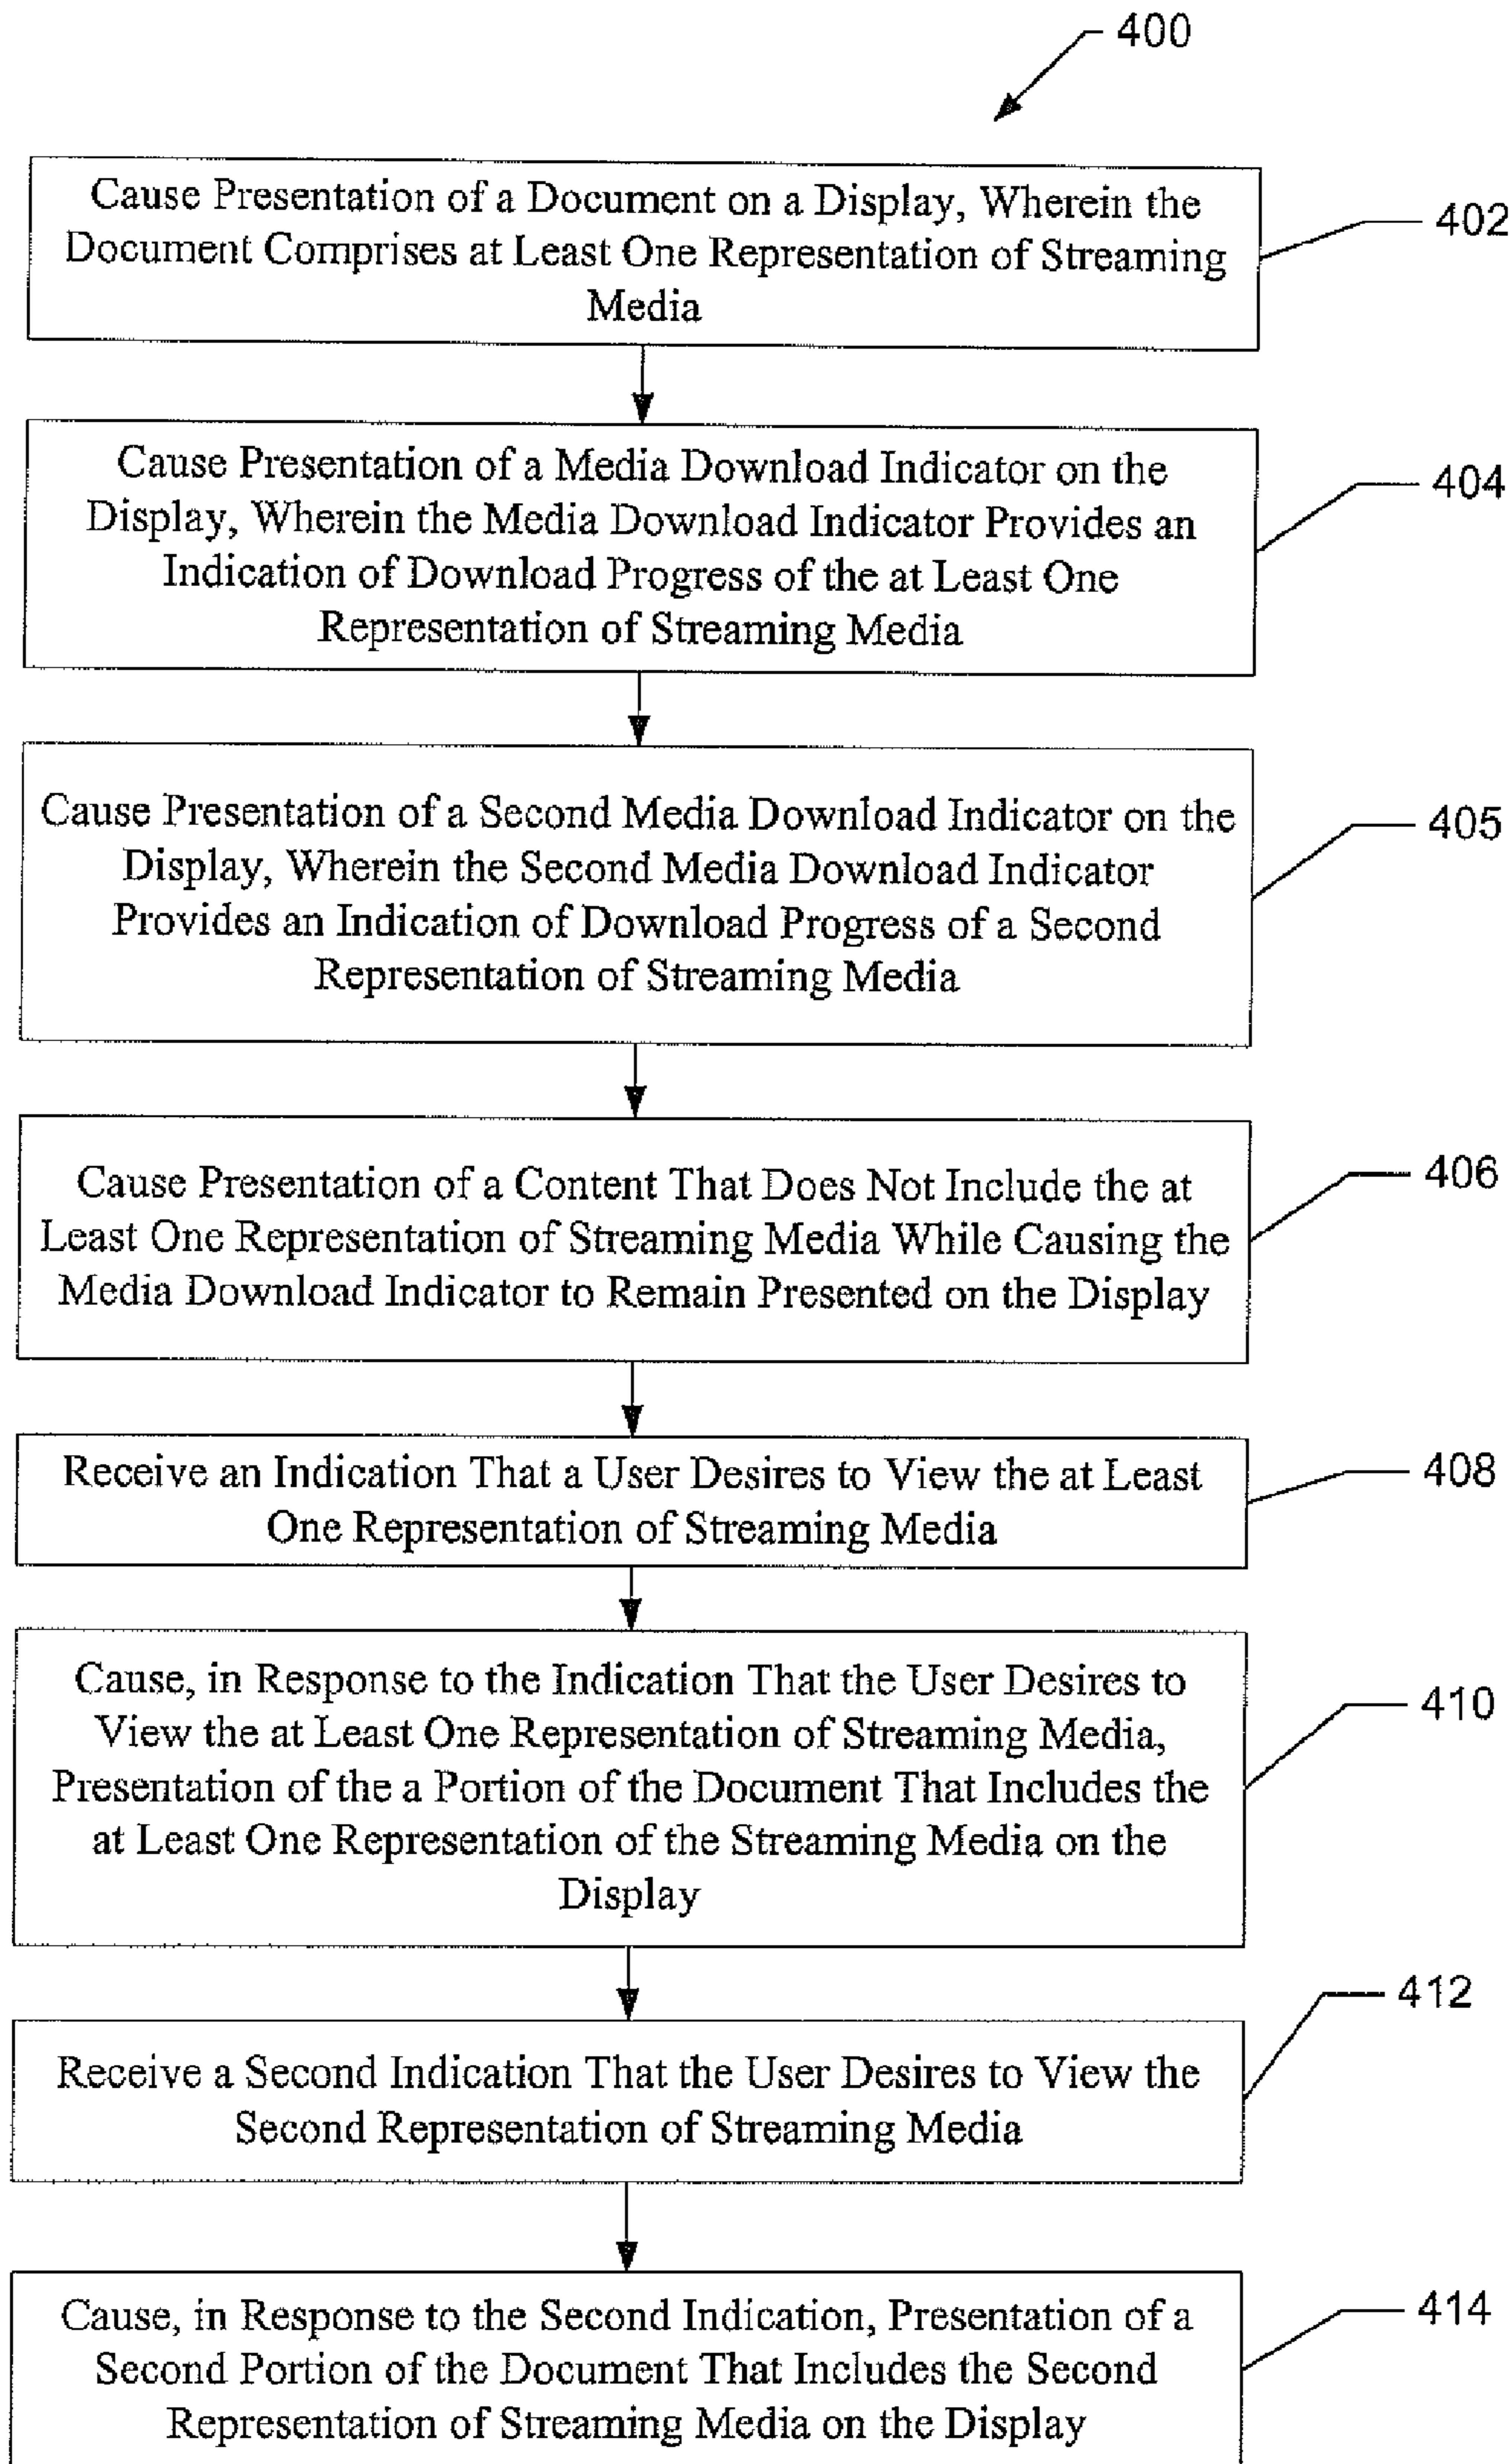 400
Cause Presentation of a Document on a Display, Wherein the
Document Comprises at Least One Representation of Streaming
Media
402
Cause Presentation of a Media Download Indicator on the
Display, Wherein the Media Download Indicator Provides an
Indication of Download Progress of the at Least One
Representation of Streaming Media
404
Cause Presentation of a Second Media Download Indicator on the
Display, Wherein the Second Media Download Indicator
Provides an Indication of Download Progress of a Second
Representation of Streaming Media
405
Cause Presentation of a Content That Does Not Include the at
Least One Representation of Streaming Media While Causing the
Media Download Indicator to Remain Presented on the Display
406
Receive an Indication That a User Desires to View the at Least
One Representation of Streaming Media
408
Cause, in Response to the Indication That the User Desires to
View the at Least One Representation of Streaming Media,
Presentation of the a Portion of the Document That Includes the
at Least One Representation of the Streaming Media on the
Display
410
Receive a Second Indication That the User Desires to View the
Second Representation of Streaming Media
412
Cause, in Response to the Second Indication, Presentation of a
Second Portion of the Document That Includes the Second
Representation of Streaming Media on the Display
414